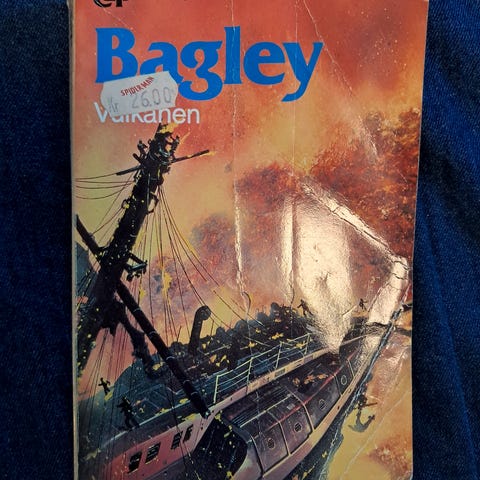 Bagley
SPIDERMAN
Kr 26.00
Vulkanen